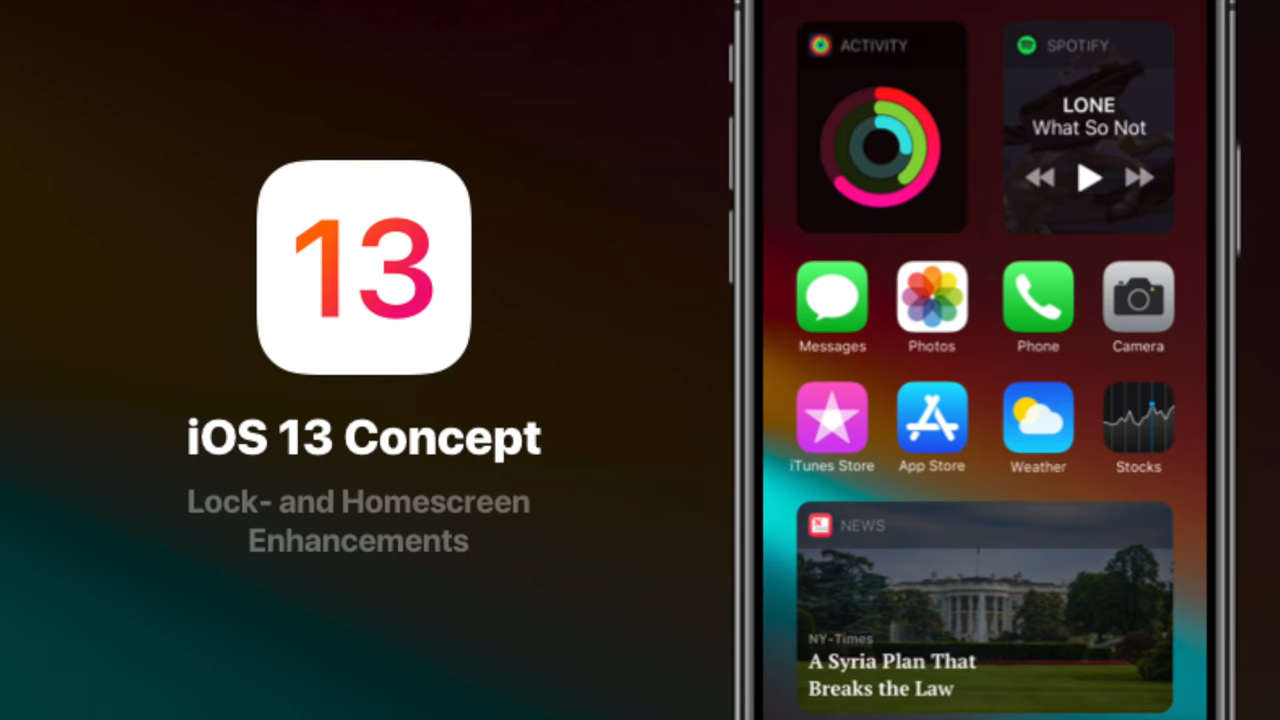 13
iOS 13 Concept
Lock- and Homescreen
Enhancements
ACTIVITY
SPOTIFY
LONE
What So Not
Messages
Photos
Phone
Camera
iTunes Store
App Store
Weather
Stocks
NEWS
NY-Times
A Syria Plan That
Breaks the Law